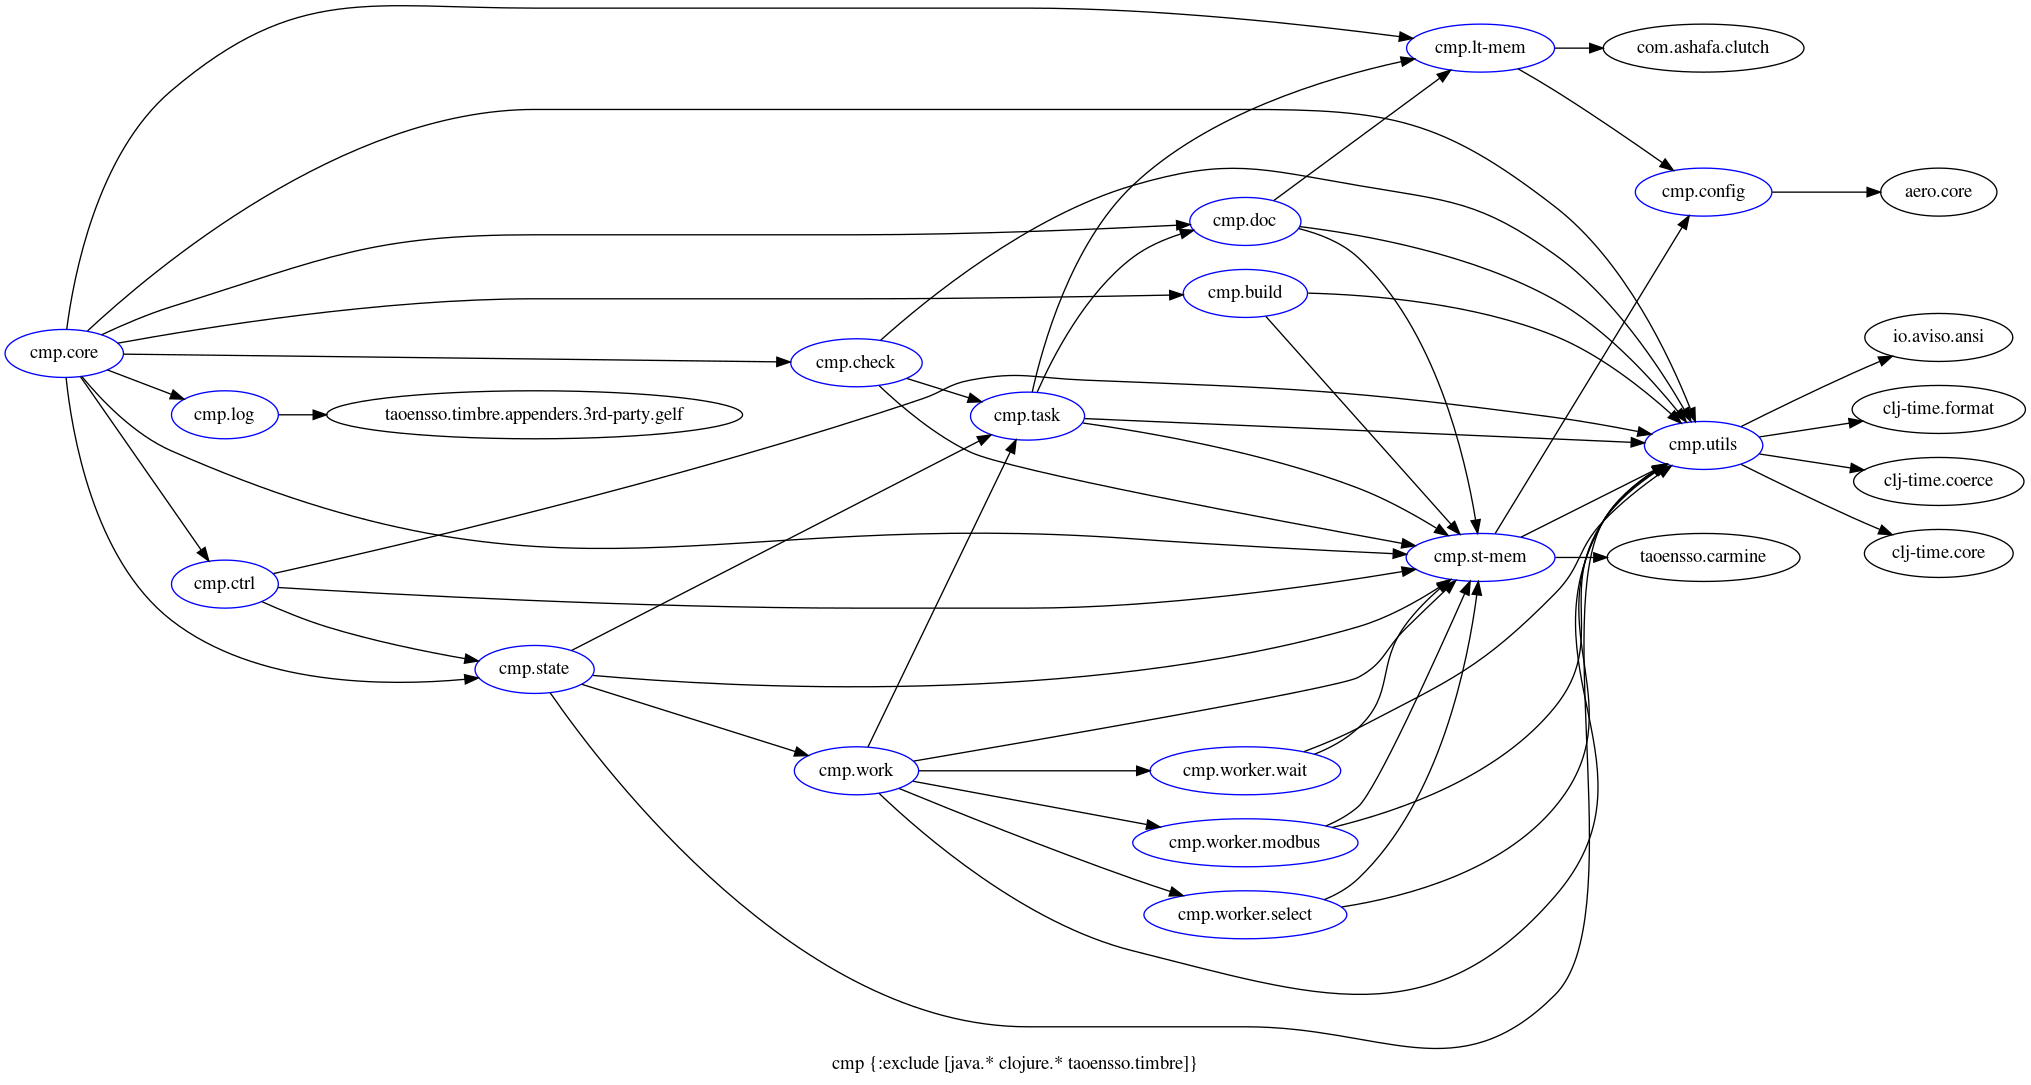 cmp.lt-mem
com.ashafa.clutch
cmp.config
aero.core
cmp.doc
cmp.build
cmp.core
cmp.check
io.aviso.ansi
cmp.log
taoensso.timbre.appenders.3rd-party.gelf
cmp.task
clj-time.format
cmp.utils
clj-time.coerce
cmp.ctrl
cmp.st-mem
taoensso.carmine
clj-time.core
cmp.state
cmp.work
cmp.worker.wait
cmp.worker.modbus
cmp.worker.select
cmp {:exclude [java.* clojure.* taoensso.timbre]}